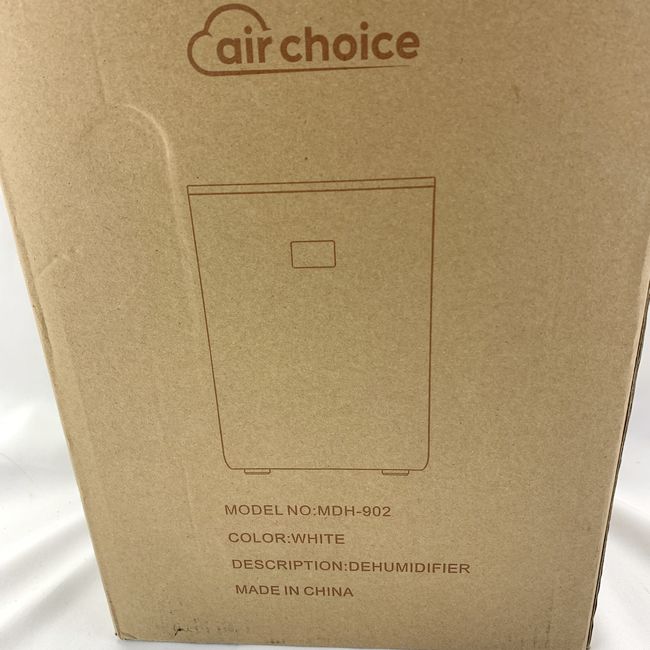 air choice
MODEL NO:MDH-902
COLOR:WHITE
DESCRIPTION:DEHUMIDIFIER
MADE IN CHINA